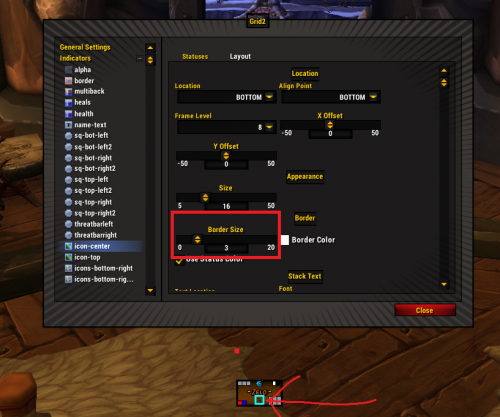 Grid2
General Settings
Indicators
alpha
border
multiback
heals
health
name-text
sq-bot-left
sq-bot-left2
sq-bot-right
sq-bot-right2
sq-top-left
sq-top-left2
sq-top-right
sq-top-right2
threatbarleft
threatbarright
icon-center
icon-top
icons-bottom-right
icons-bottom-rig...
Statuses Layout
Location
Location Align Point
BOTTOM BOTTOM
Frame Level X Offset
8 -50 0 50
Y Offset
-50 0 50
Appearance
Size
5 16 50
Border
Border Size
0 3 20
Border Color
Use Status Color
Stack Text
Text Location Font
Close